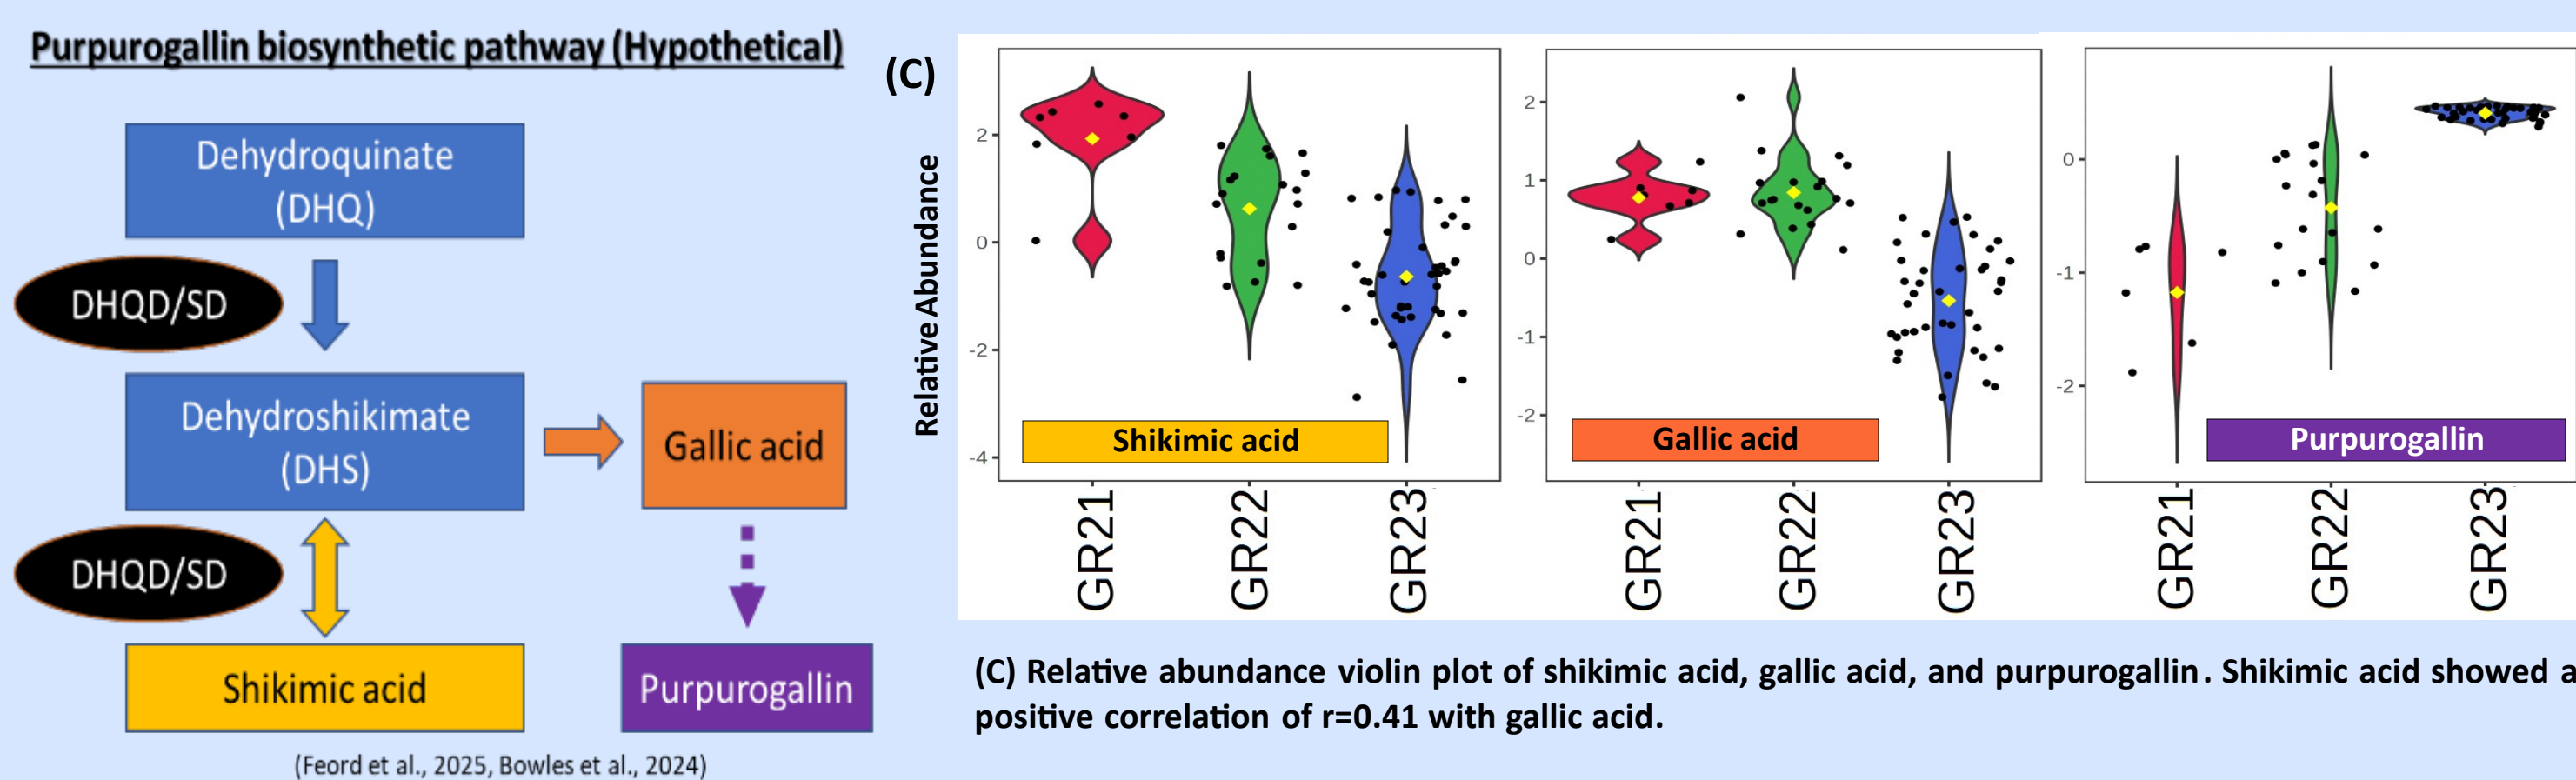 Purpurogallin biosynthetic pathway (Hypothetical)
Dehydroquinate
(DHQ)
DHQD/SD
Dehydroshikimate
(DHS)
Gallic acid
DHQD/SD
Shikimic acid
Purpurogallin
(Feord et al., 2025, Bowles et al., 2024)
(C)
Relative Abundance
2
0
-2
-4
Shikimic acid
GR21
GR22
GR23
2
1
0
-1
-2
Gallic acid
GR21
GR22
GR23
0
-1
-2
Purpurogallin
GR21
GR22
GR23
(C) Relative abundance violin plot of shikimic acid, gallic acid, and purpurogallin. Shikimic acid showed a
positive correlation of r=0.41 with gallic acid.